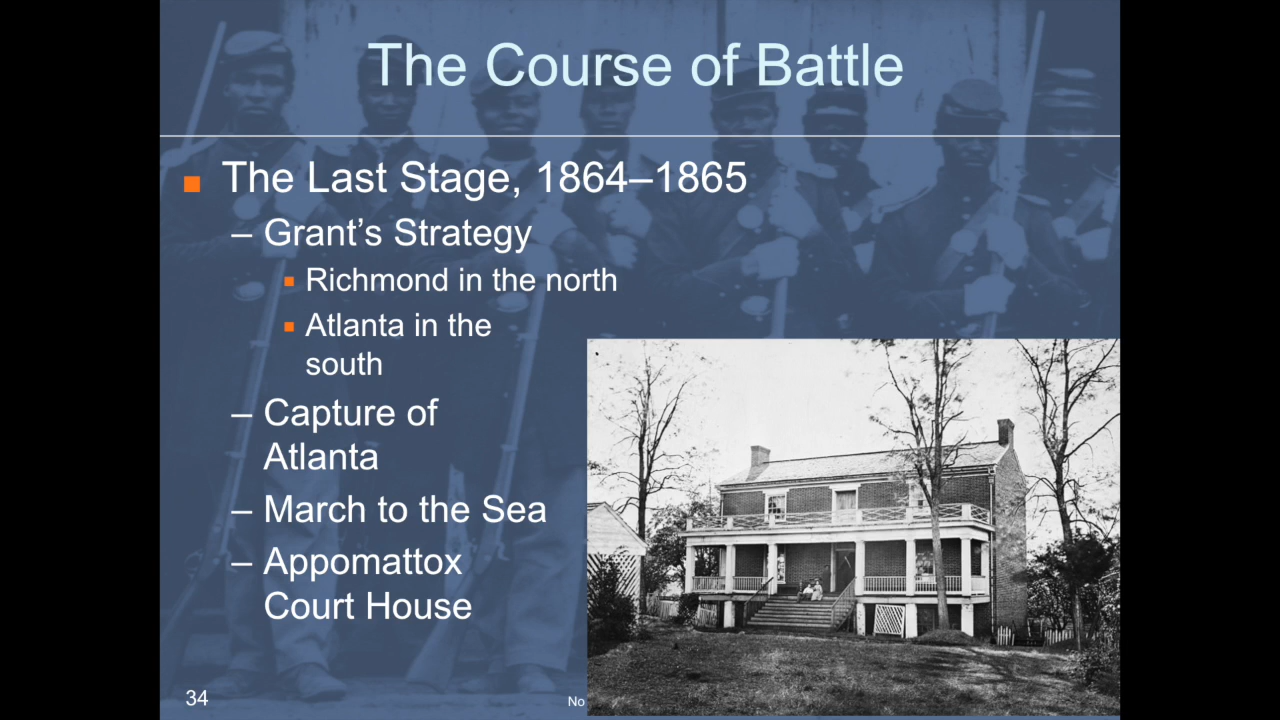 The Course of Battle
The Last Stage, 1864–1865
– Grant’s Strategy
Richmond in the north
Atlanta in the
south
– Capture of
Atlanta
– March to the Sea
– Appomattox
Court House
34
No